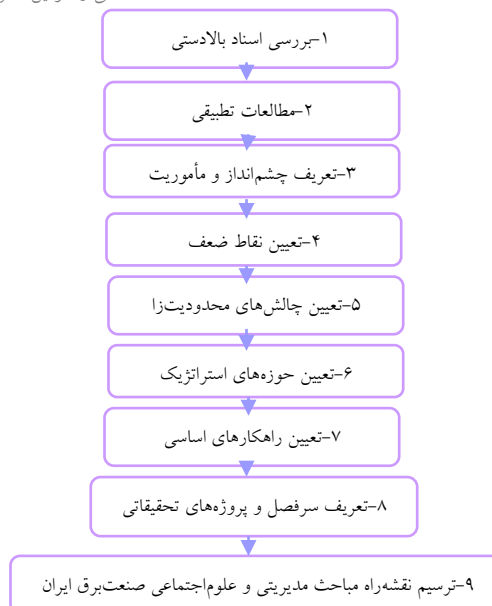 ۱-بررسی اسناد بالادستی
۲-مطالعات تطبیقی
۳-تعریف چشم‌انداز و مأموریت
۴-تعیین نقاط ضعف
۵-تعیین چالش‌های محدودیت‌زا
۶-تعیین حوزه‌های استراتژیک
۷-تعیین راهکارهای اساسی
۸-تعریف سرفصل و پروژه‌های تحقیقاتی
۹-ترسیم نقشه‌راه مباحث مدیریتی و علوم‌اجتماعی صنعت‌برق ایران